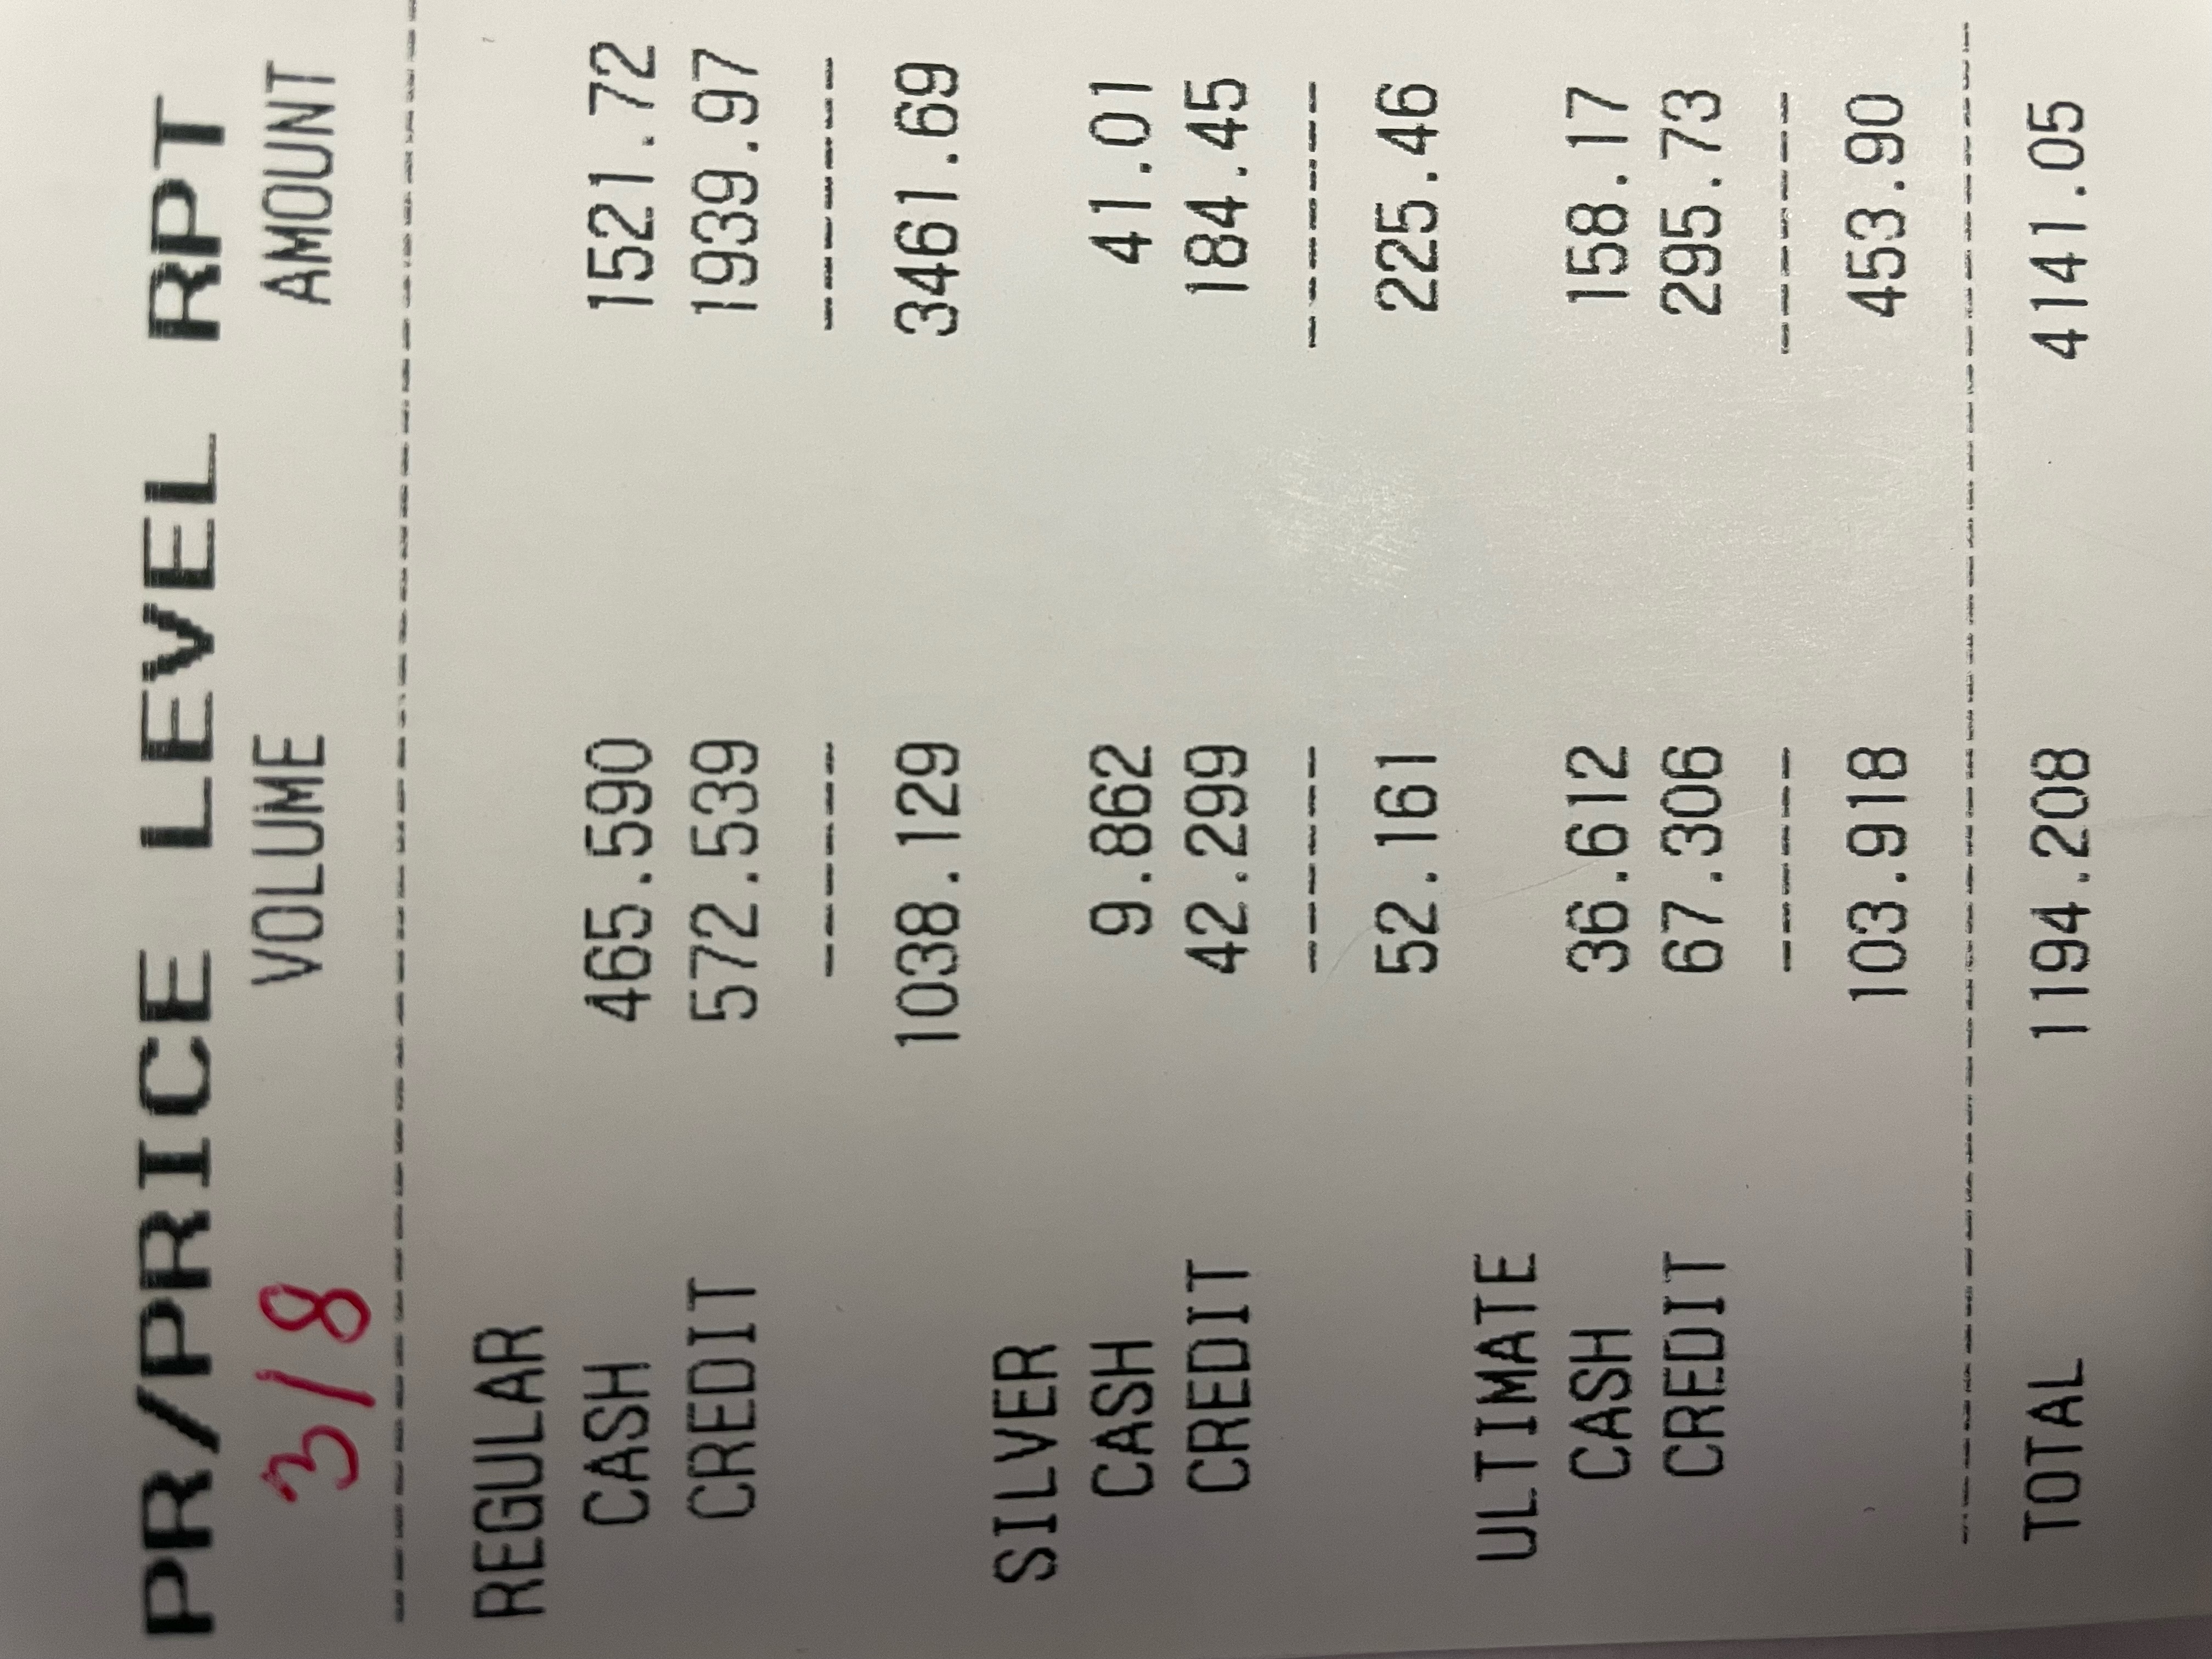 PR/PRICE LEVEL RPT
3/8 VOLUME AMOUNT
REGULAR
CASH 465.590 1521.72
CREDIT 572.539 1939.97
1038.129 3461.69
SILVER
CASH 9.862 41.01
CREDIT 42.299 184.45
52.161 225.46
ULTIMATE
CASH 36.612 158.17
CREDIT 67.306 295.73
103.918 453.90
TOTAL 1194.208 4141.05